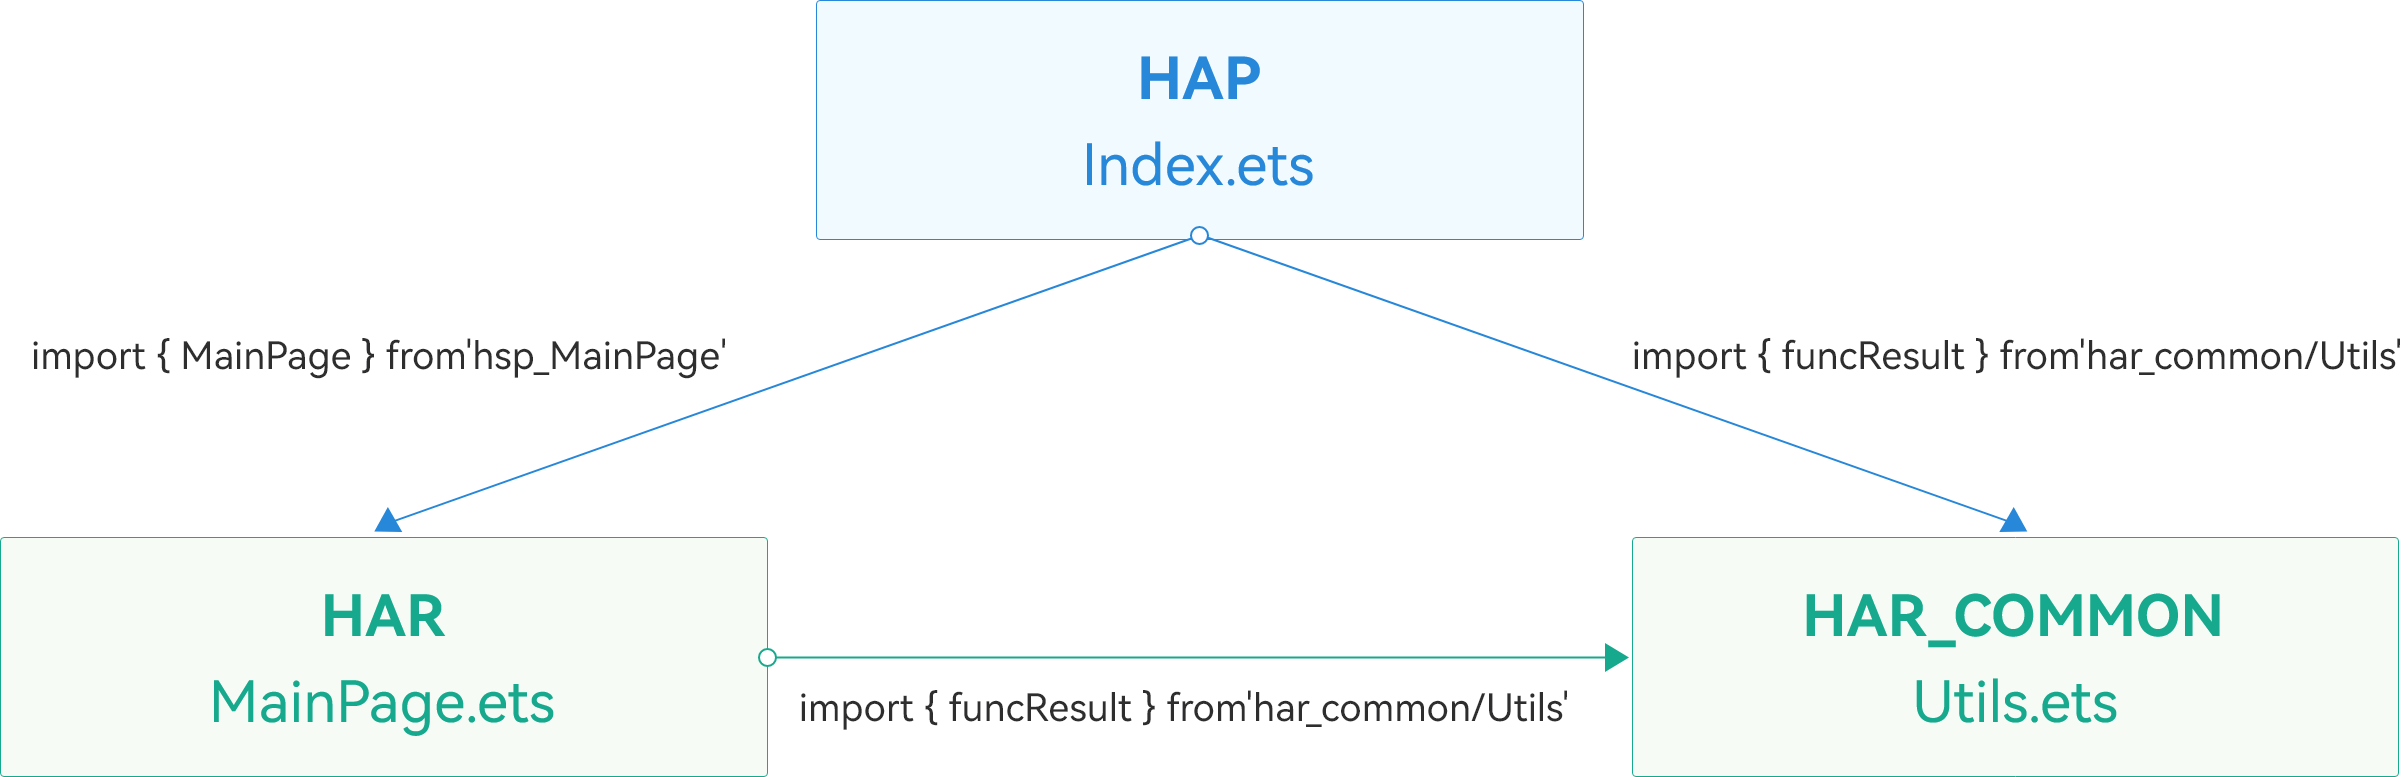 HAP
Index.ets
import { MainPage } from'hsp_MainPage'
import { funcResult } from'har_common/Utils'
HAR
MainPage.ets
import { funcResult } from'har_common/Utils'
HAR_COMMON
Utils.ets